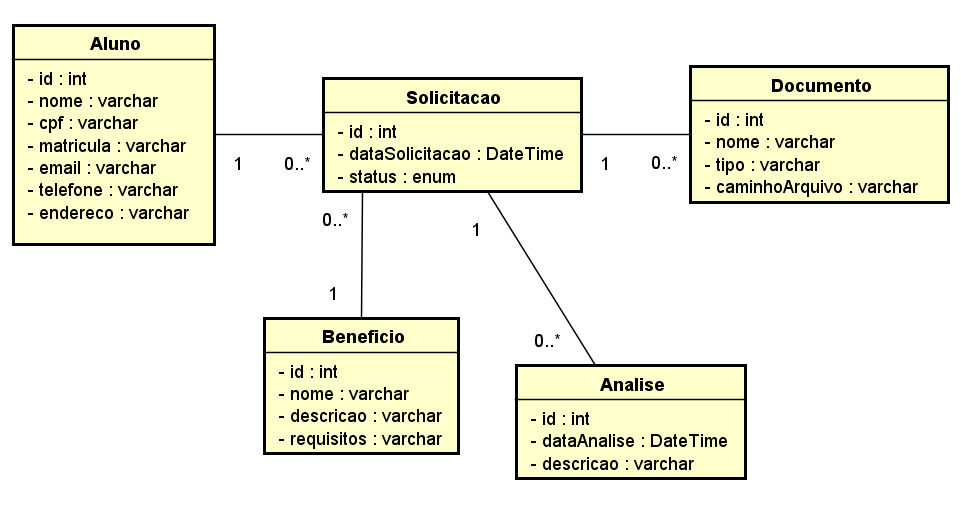 Aluno
- id : int
- nome : varchar
- cpf : varchar
- matricula : varchar
- email : varchar
- telefone : varchar
- endereco : varchar
1
0..*
Solicitacao
- id : int
- dataSolicitacao : DateTime
- status : enum
1
0..*
Documento
- id : int
- nome : varchar
- tipo : varchar
- caminhoArquivo : varchar
0..*
1
Beneficio
- id : int
- nome : varchar
- descricao : varchar
- requisitos : varchar
1
0..*
Analise
- id : int
- dataAnalise : DateTime
- descricao : varchar